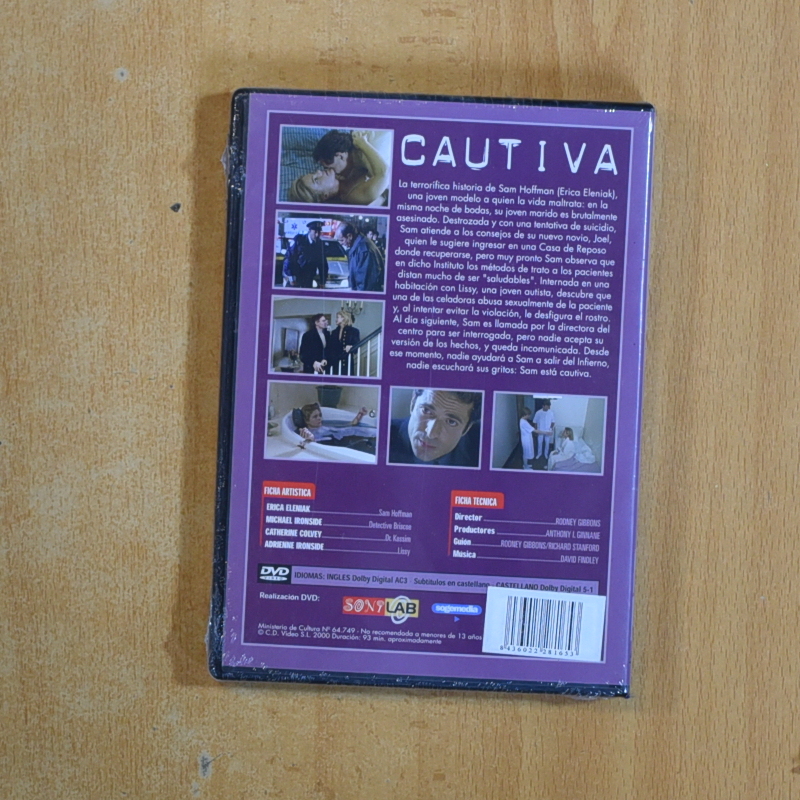 CAUTIVA
La terrorífica historia de Sam Hoffman (Erica Eleniak),
una joven modelo a quien la vida maltrata: en la
misma noche de bodas, su joven marido es brutalmente
asesinado. Destrozada y con una tentativa de suicidio,
Sam atiende a los consejos de su nuevo novio, Joel,
quien le sugiere ingresar en una Casa de Reposo
donde recuperarse, pero muy pronto Sam observa que
en dicho Instituto los métodos de trato a los pacientes
distan mucho de ser "saludables". Internada en una
habitación con Lissy, una joven autista, descubre que
una de las celadoras abusa sexualmente de la paciente
y, al intentar evitar la violación, le desfigura el rostro.
Al día siguiente, Sam es llamada por la directora del
centro para ser interrogada, pero nadie acepta su
versión de los hechos, y queda incomunicada. Desde
ese momento, nadie ayudará a Sam a salir del Infierno,
nadie escuchará sus gritos: Sam está cautiva.
FICHA ARTISTICA
ERICA ELENIAK Sam Hoffman
MICHAEL IRONSIDE Detective Briscoe
CATHERINE COLVEY Dr. Kessim
ADRIENNE IRONSIDE Lissy
FICHA TECNICA
Director RODNEY GIBBONS
Productores ANTHONY I. GINNANE
Guión RODNEY GIBBONS/RICHARD STANFORD
Musica DAVID FINDLEY
DVD VIDEO IDIOMAS: INGLES Dolby Digital AC3 - Subtítulos en castellano - CASTELLANO Dolby Digital 5-1
Realización DVD: SONYLAB sogemedia
Ministerio de Cultura Nº 64.749 - No recomendada a menores de 13 años
© C.D. Video S.L. 2000 Duración: 93 min. aproximadamente
8 436022 281653